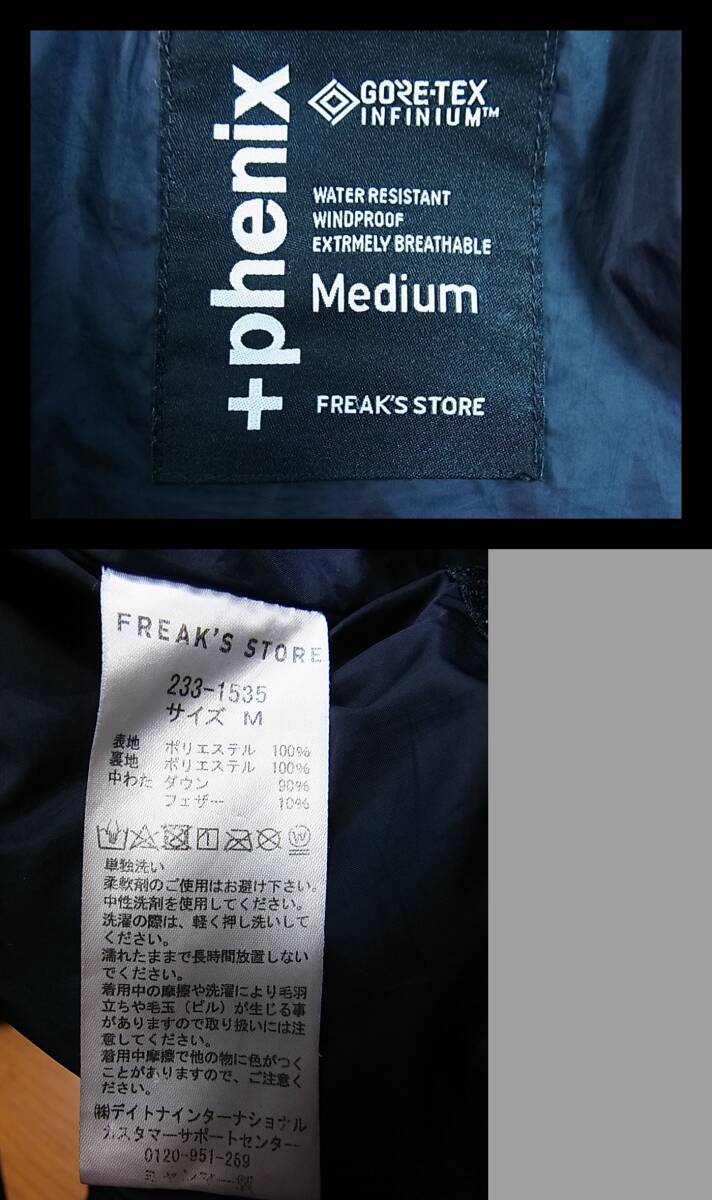 +phenix
GORE-TEX
INFINIUM™
WATER RESISTANT
WINDPROOF
EXTRMELY BREATHABLE
Medium
FREAK'S STORE
FREAK'S STORE
233-1535
サイズ M
表地 ポリエステル 100%
裏地 ポリエステル 100%
中わた ダウン 90%
フェザー 10%
単独洗い
柔軟剤のご使用はお避け下さい。
中性洗剤を使用してください。
洗濯の際は、軽く押し洗いして
ください。
濡れたままで長時間放置しない
でください。
着用中の摩擦や洗濯により毛羽
立ちや毛玉（ピル）が生じる事
がありますので取り扱いには注
意してください。
着用中摩擦で他の物に色がつく
ことがありますので、ご注意く
ださい。
㈱デイトナインターナショナル
カスタマーサポートセンター
0120-951-269
ミャンマー製